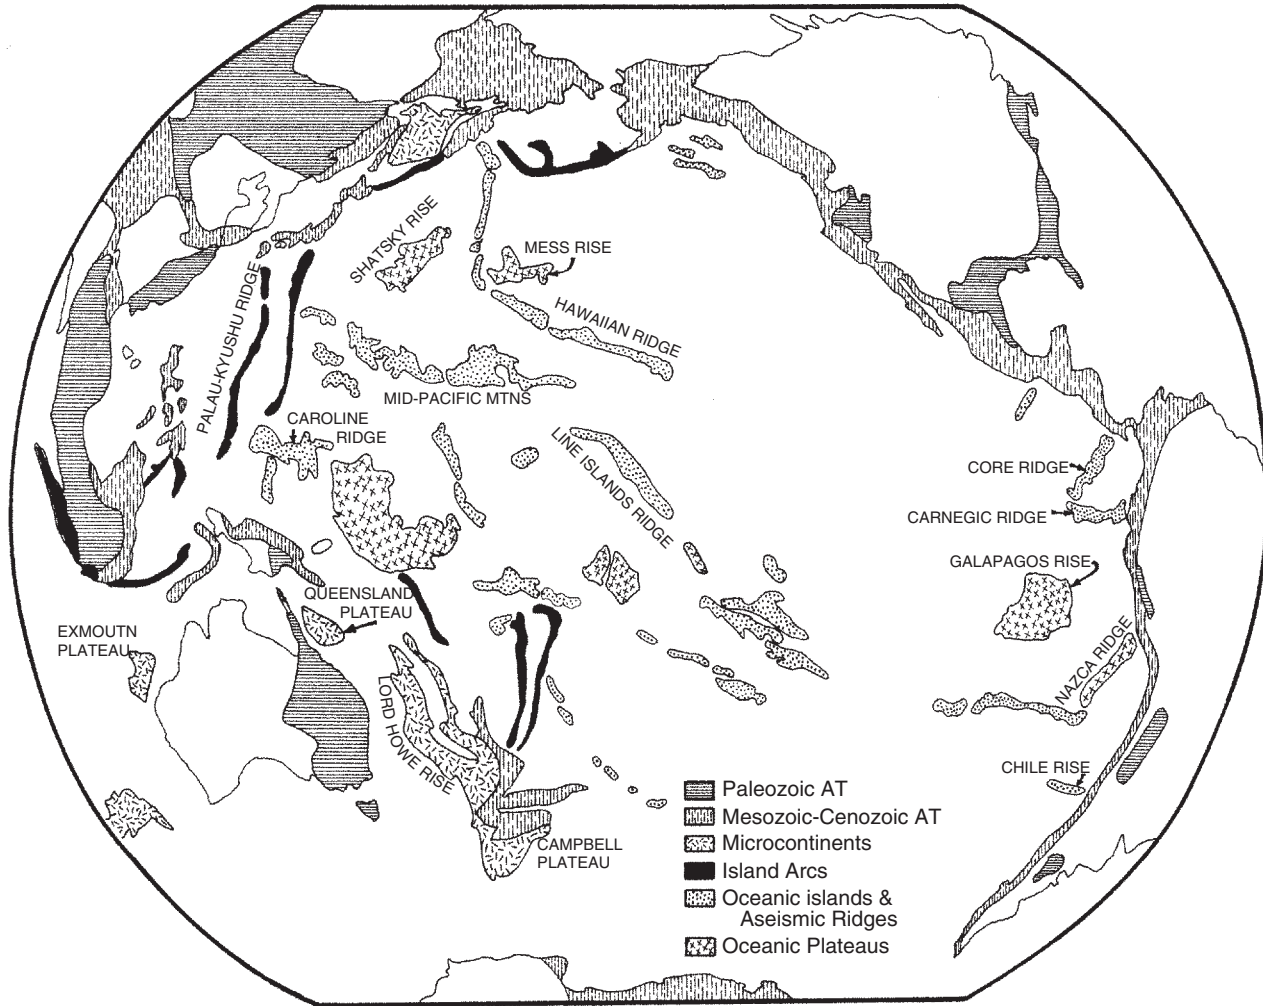 SHATSKY RISE
MESS RISE
PALAU-KYUSHU RIDGE
HAWAIIAN RIDGE
MID-PACIFIC MTNS
CAROLINE
RIDGE
LINE ISLANDS RIDGE
CORE RIDGE
CARNEGIC RIDGE
GALAPAGOS RISE
QUEENSLAND
PLATEAU
EXMOUTN
PLATEAU
LORD HOWE RISE
NAZCA RIDGE
CHILE RISE
CAMPBELL
PLATEAU
Paleozoic AT
Mesozoic-Cenozoic AT
Microcontinents
Island Arcs
Oceanic islands &
Aseismic Ridges
Oceanic Plateaus